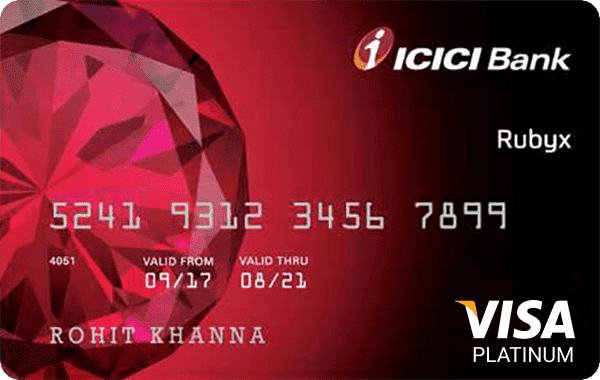 ICICI Bank
Rubyx
5241 9312 3456 7899
4051 VALID FROM VALID THRU
09/17 08/21
ROHIT KHANNA
VISA
PLATINUM